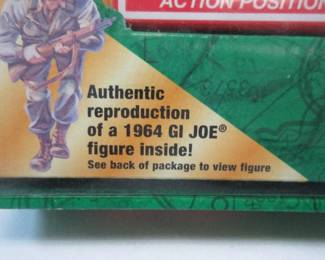 ACTION POSITION
Authentic
reproduction
of a 1964 GI JOE®
figure inside!
See back of package to view figure